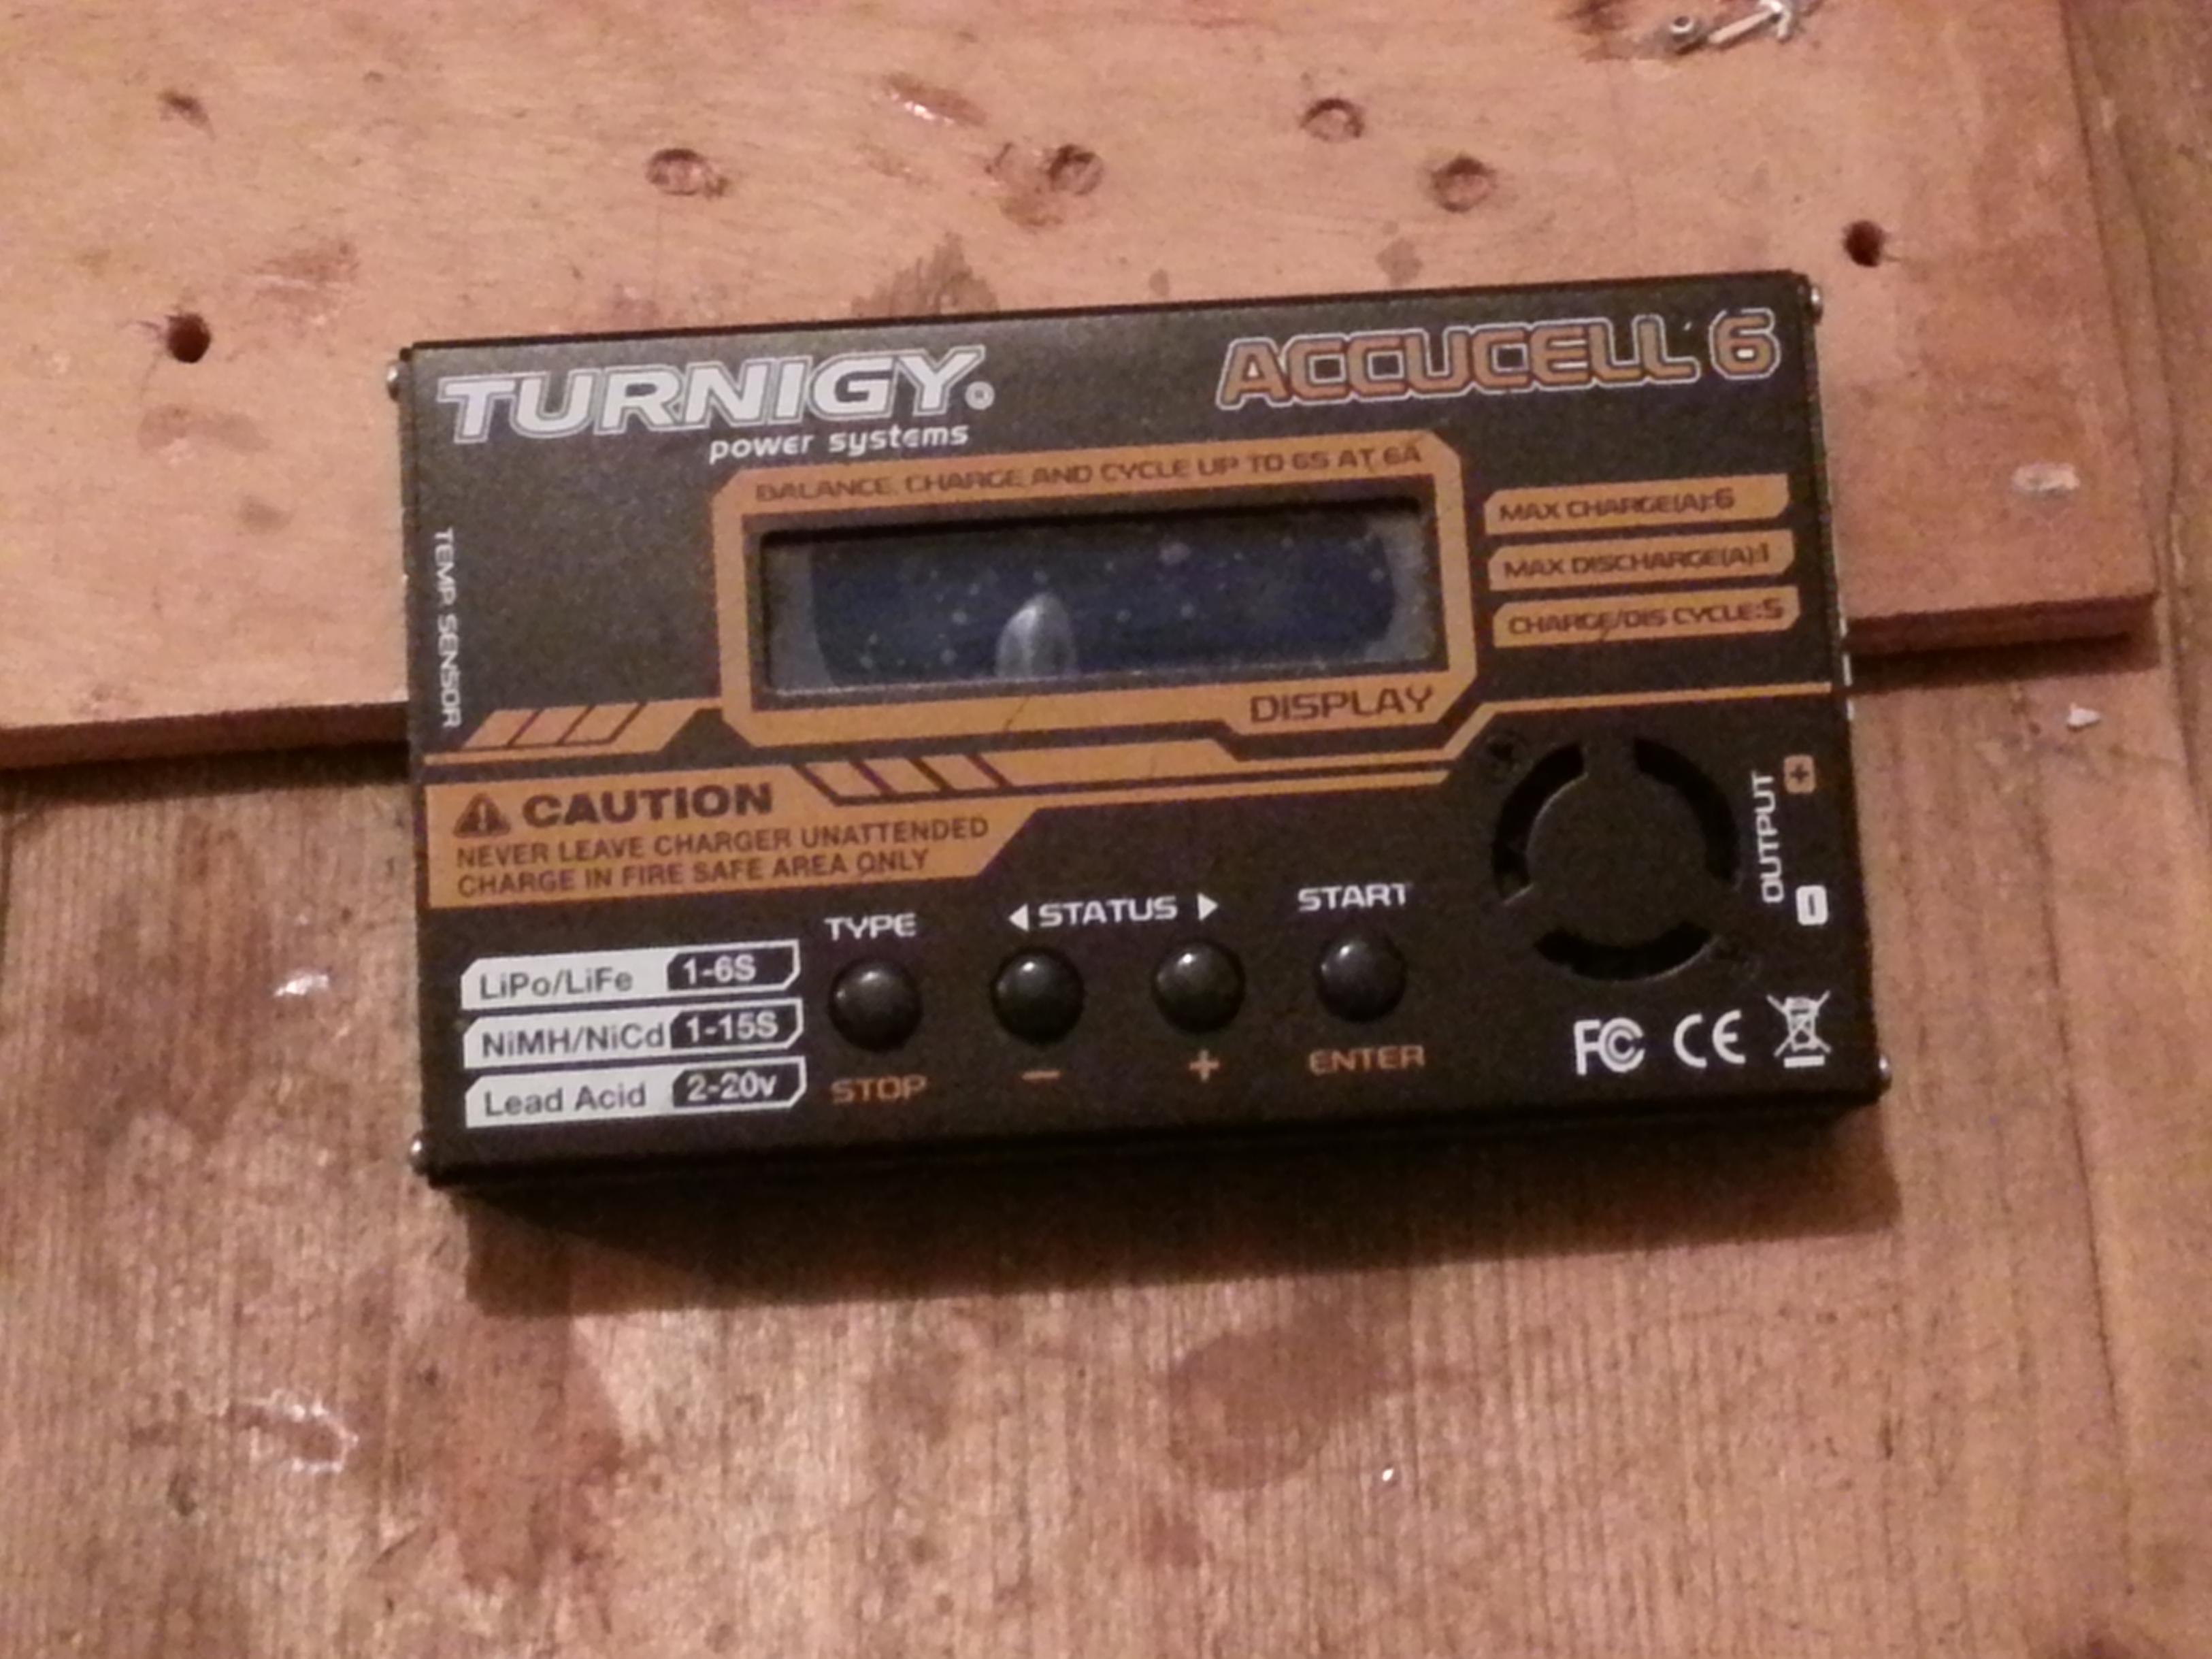 TURNIGY®
power systems
ACCUCELL 6
BALANCE, CHARGE AND CYCLE UP TO 6S AT 6A
MAX CHARGE(A):6
MAX DISCHARGE(A):1
CHARGE/DIS CYCLE:5
TEMP SENSOR
DISPLAY
CAUTION
NEVER LEAVE CHARGER UNATTENDED
CHARGE IN FIRE SAFE AREA ONLY
OUTPUT
+
-
TYPE
◀ STATUS ▶
START
LiPo/LiFe 1-6S
NiMH/NiCd 1-15S
Lead Acid 2-20v
STOP
-
+
ENTER
FC CE